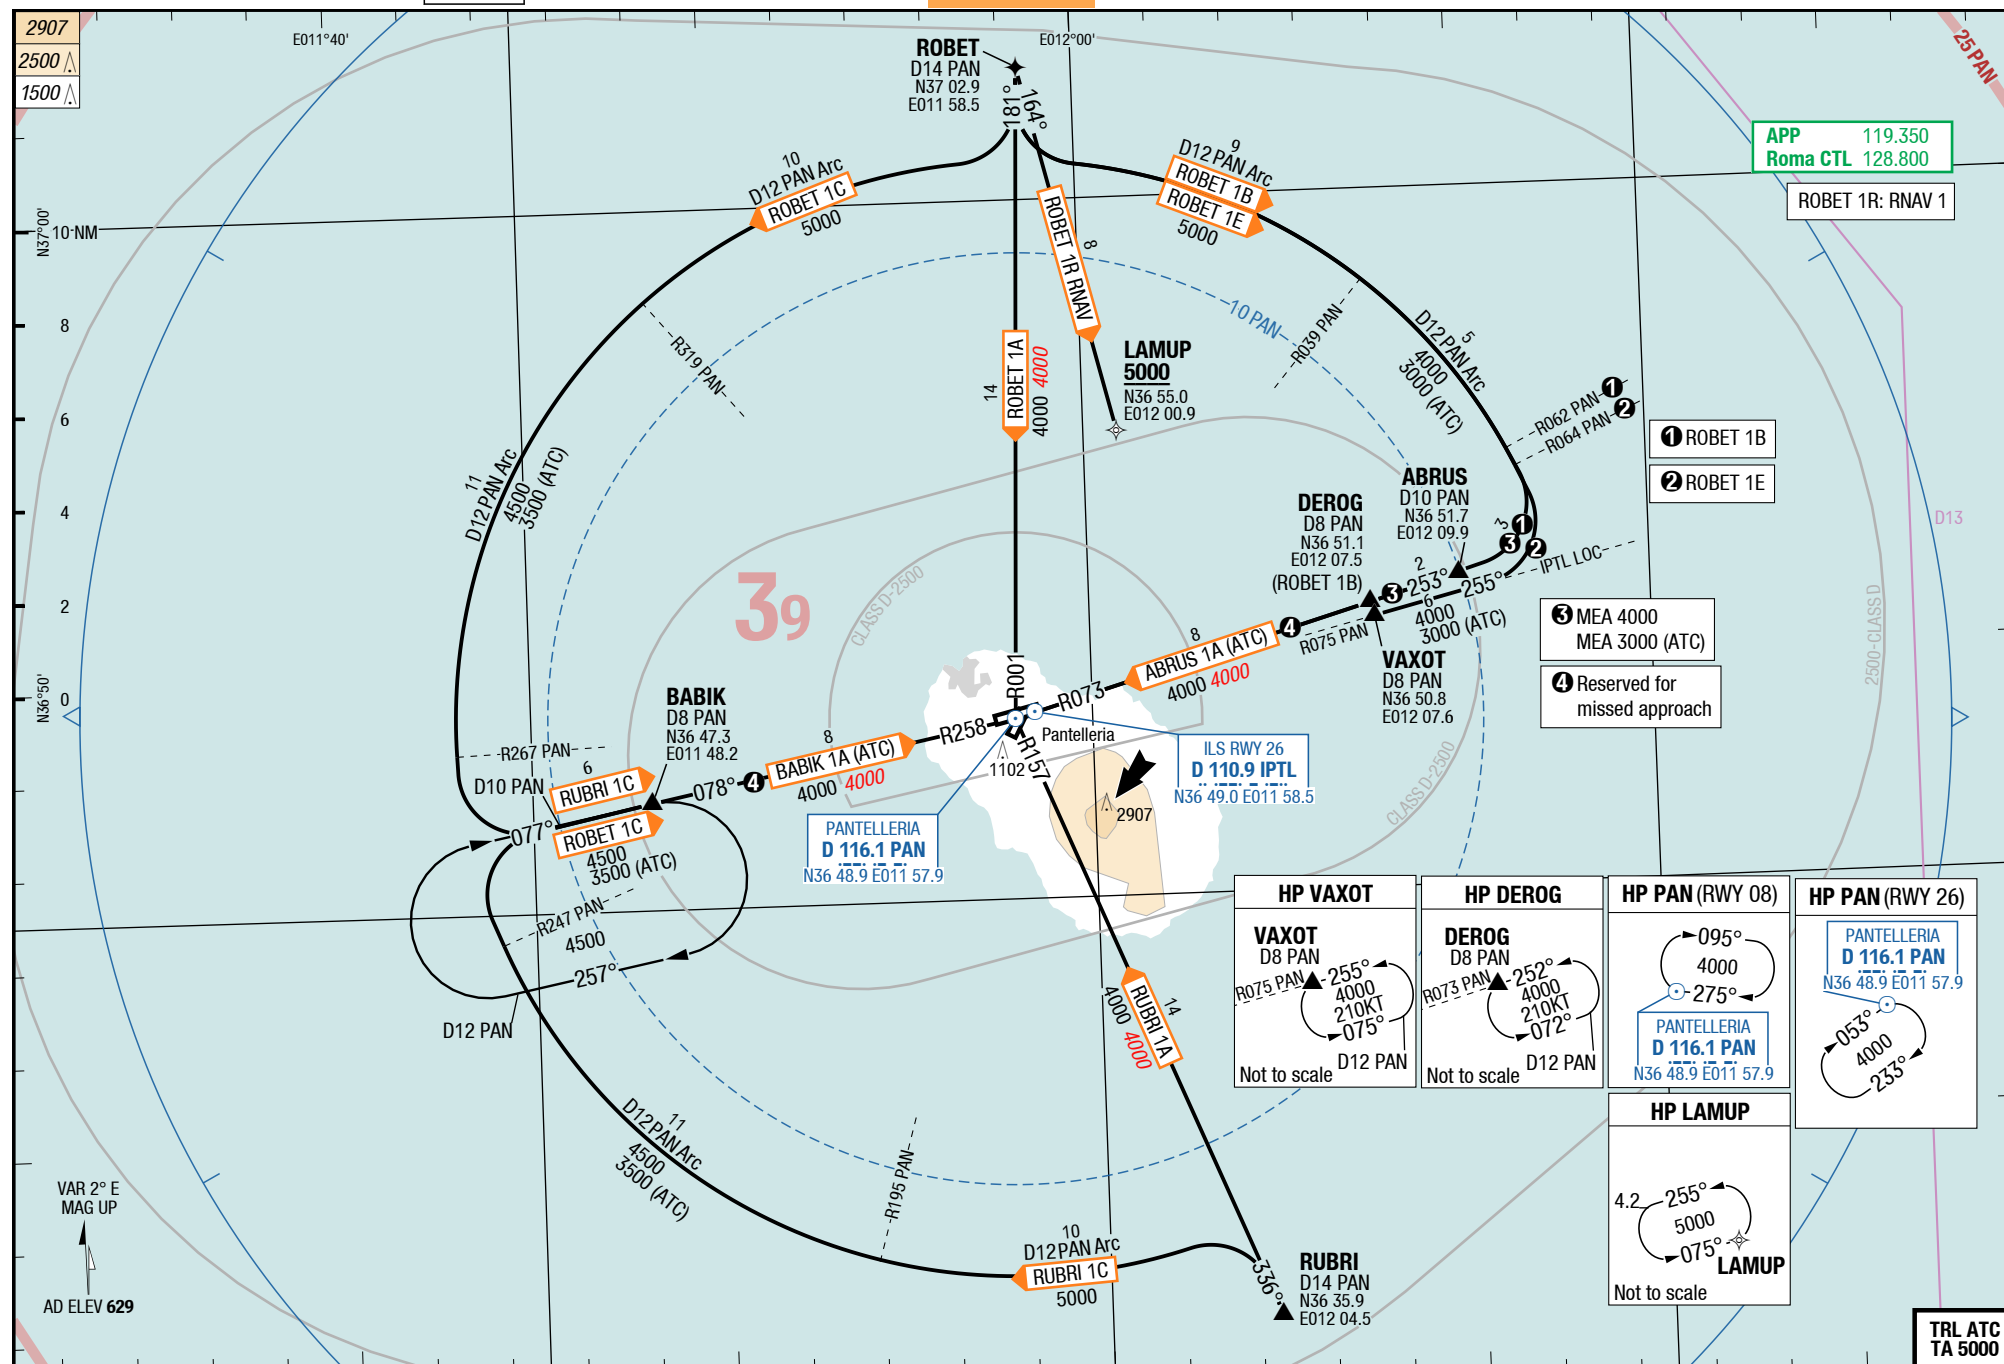 2907
2500
1500
E011°40'
E012°00'
25 PAN
ROBET
D14 PAN
N37 02.9
E011 58.5
181°
164°
APP 119.350
Roma CTL 128.800
ROBET 1R: RNAV 1
10
D12 PAN Arc
ROBET 1C
5000
9
D12 PAN Arc
ROBET 1B
ROBET 1E
5000
N37°00'
10 NM
8
6
4
2
0
N36°50'
ROBET 1R RNAV
8
10 PAN
R319 PAN
R039 PAN
5
D12 PAN Arc
4000
3000 (ATC)
14
ROBET 1A
4000 4000
LAMUP
5000
N36 55.0
E012 00.9
R062 PAN 1
R064 PAN 2
1 ROBET 1B
2 ROBET 1E
11
D12 PAN Arc
4500
3500 (ATC)
ABRUS
D10 PAN
N36 51.7
E012 09.9
DEROG
D8 PAN
N36 51.1
E012 07.5
(ROBET 1B)
3
1
3
2
IPTL LOC
D13
39
CLASS D-2500
2
3 253°
255°
6
4000
3000 (ATC)
4
R075 PAN
8
ABRUS 1A (ATC)
4000 4000
VAXOT
D8 PAN
N36 50.8
E012 07.6
3 MEA 4000
MEA 3000 (ATC)
4 Reserved for
missed approach
2500-CLASS D
R001
R073
R258
R157
Pantelleria
1102
2907
BABIK
D8 PAN
N36 47.3
E011 48.2
R267 PAN
D10 PAN
6
RUBRI 1C
077°
ROBET 1C
4500
3500 (ATC)
078° 4
8
BABIK 1A (ATC)
4000 4000
ILS RWY 26
D 110.9 IPTL
N36 49.0 E011 58.5
CLASS D-2500
PANTELLERIA
D 116.1 PAN
N36 48.9 E011 57.9
R247 PAN
4500
257°
D12 PAN
HP VAXOT
VAXOT
D8 PAN
R075 PAN
255°
4000
210KT
075°
D12 PAN
Not to scale
HP DEROG
DEROG
D8 PAN
R073 PAN
252°
4000
210KT
072°
D12 PAN
Not to scale
HP PAN (RWY 08)
095°
4000
275°
PANTELLERIA
D 116.1 PAN
N36 48.9 E011 57.9
HP PAN (RWY 26)
PANTELLERIA
D 116.1 PAN
N36 48.9 E011 57.9
053°
4000
233°
HP LAMUP
4.2
255°
5000
075°
LAMUP
Not to scale
14
RUBRI 1A
4000 4000
11
D12 PAN Arc
4500
3500 (ATC)
R195 PAN
10
D12 PAN Arc
RUBRI 1C
5000
336°
RUBRI
D14 PAN
N36 35.9
E012 04.5
VAR 2° E
MAG UP
AD ELEV 629
TRL ATC
TA 5000